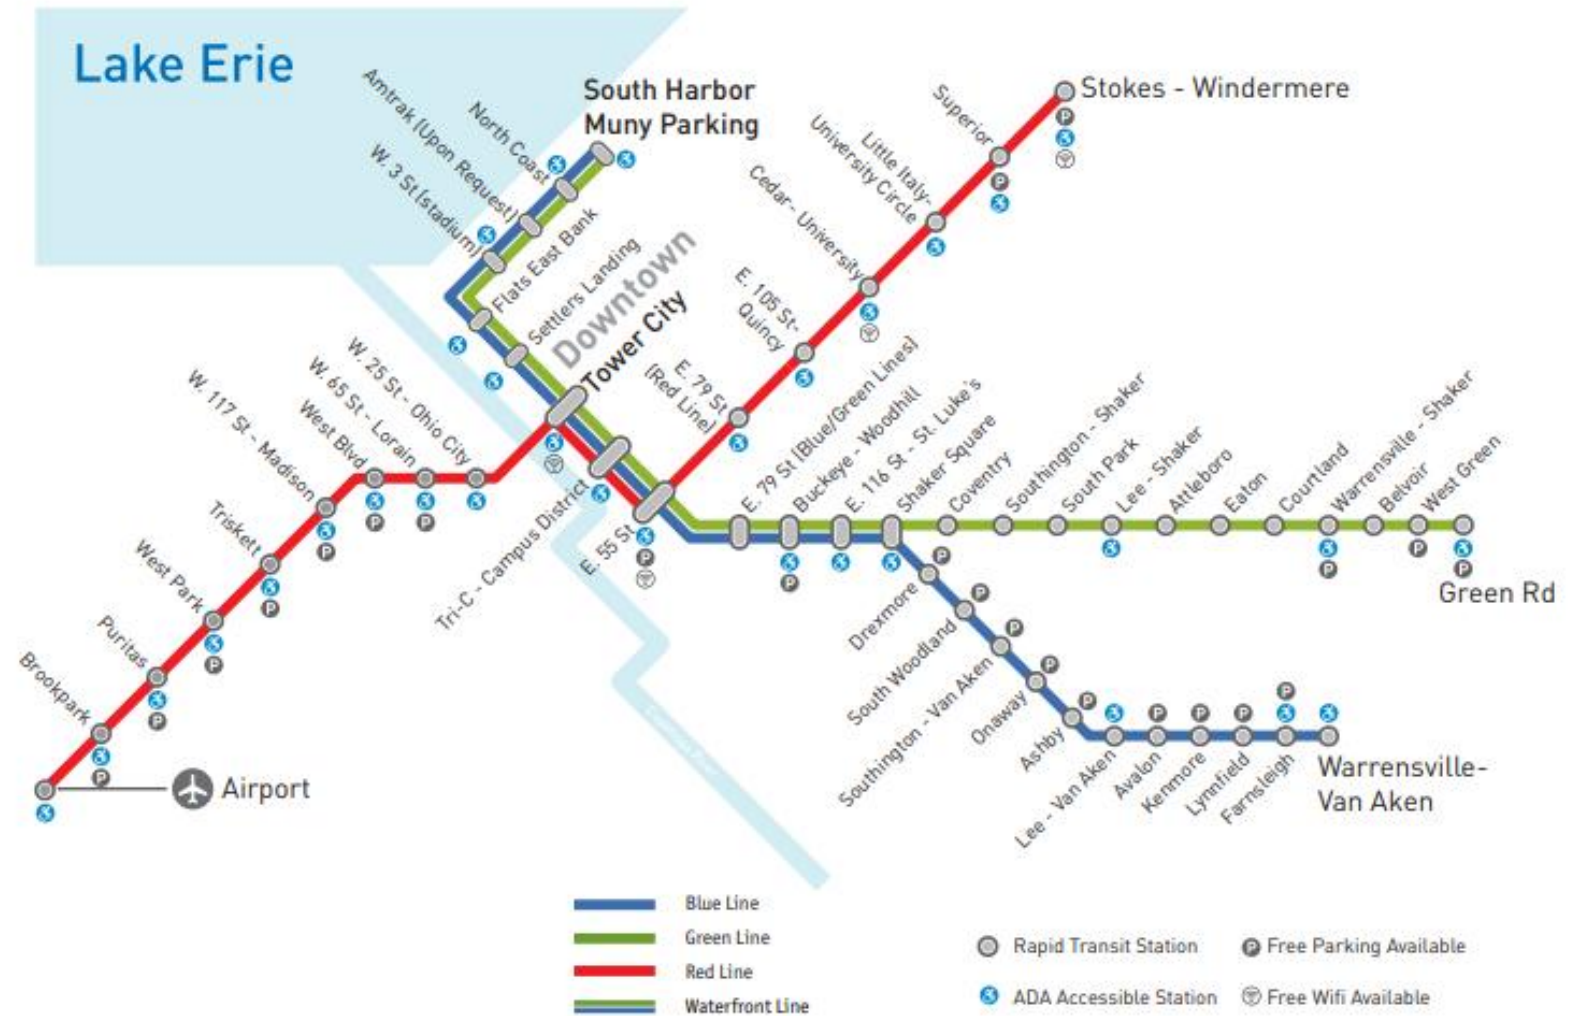 Lake Erie
South Harbor
Muny Parking
North Coast
Amtrak (Upon Request)
W. 3 St (stadium)
Flats East Bank
Settlers Landing
Downtown
Tower City
Stokes - Windermere
Superior
Little Italy-
University Circle
Cedar - University
E. 105 St-
Quincy
E. 79 St
(Red Line)
W. 25 St - Ohio City
W. 65 St - Lorain
West Blvd
W. 117 St - Madison
Triskett
West Park
Puritas
Brookpark
Airport
Tri-C - Campus District
E. 55 St
E. 79 St (Blue/Green Lines)
Buckeye - Woodhill
E. 116 St - St. Luke's
Shaker Square
Coventry
Southington - Shaker
South Park
Lee - Shaker
Attleboro
Eaton
Courtland
Warrensville - Shaker
Belvoir
West Green
Green Rd
Drexmore
South Woodland
Southington - Van Aken
Onaway
Ashby
Lee - Van Aken
Avalon
Kenmore
Lynnfield
Farnsleigh
Warrensville-
Van Aken
Blue Line
Green Line
Red Line
Waterfront Line
Rapid Transit Station
P Free Parking Available
ADA Accessible Station
Free Wifi Available